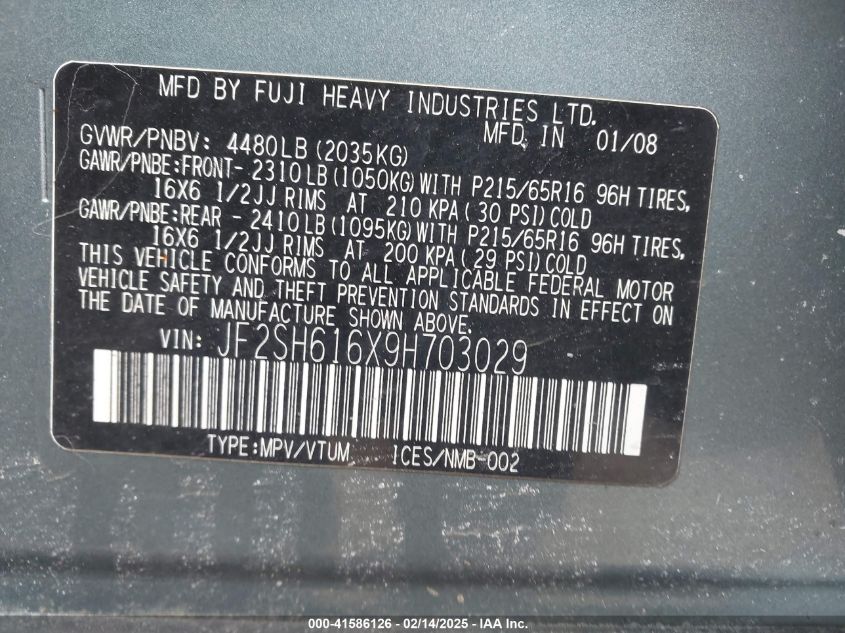 MFD BY FUJI HEAVY INDUSTRIES LTD.
MFD, IN 01/08
GVWR/PNBV: 4480LB (2035KG)
GAWR/PNBE:FRONT- 2310LB (1050KG) WITH P215/65R16 96H TIRES,
16X6 1/2JJ RIMS AT 210 KPA (30 PSI) COLD
GAWR/PNBE:REAR - 2410LB (1095KG) WITH P215/65R16 96H TIRES,
16X6 1/2JJ RIMS AT 200 KPA (29 PSI) COLD
THIS VEHICLE CONFORMS TO ALL APPLICABLE FEDERAL MOTOR
VEHICLE SAFETY AND THEFT PREVENTION STANDARDS IN EFFECT ON
THE DATE OF MANUFACTURE SHOWN ABOVE.
VIN: JF2SH616X9H703029
TYPE:MPV/VTUM ICES/NMB-002
000-41586126 - 02/14/2025 - IAA Inc.